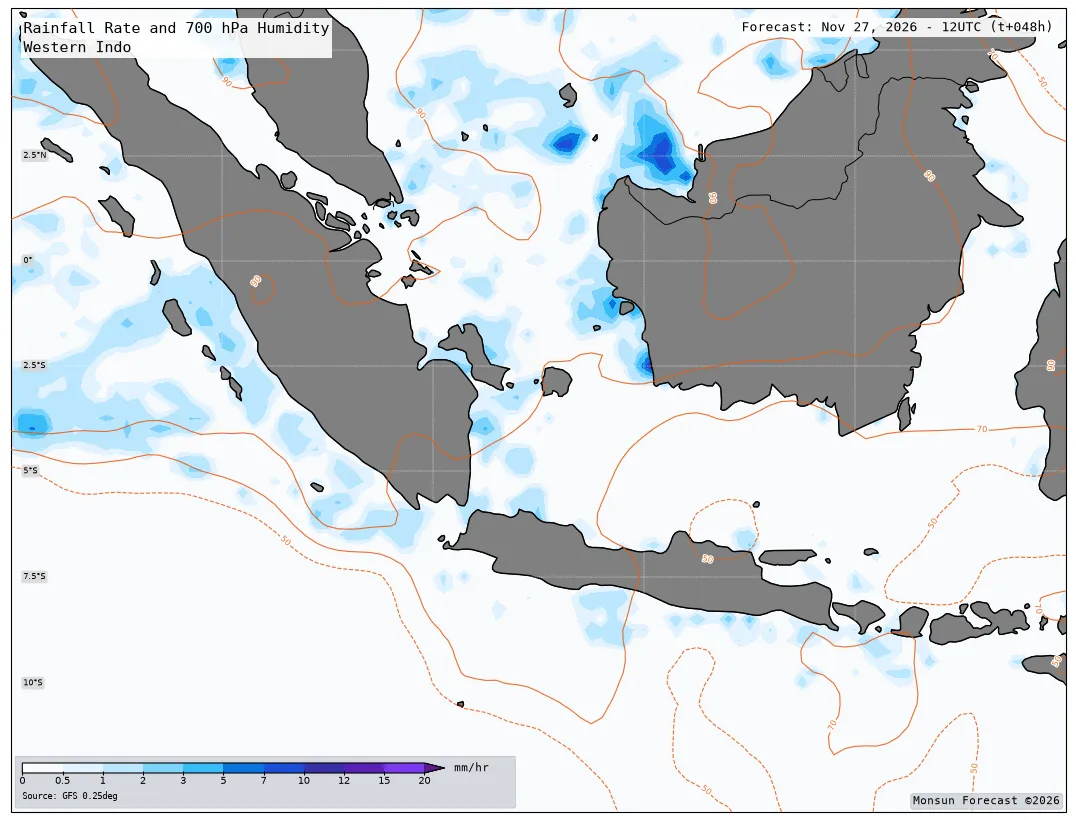 Rainfall Rate and 700 hPa Humidity
Western Indo
Forecast: Nov 27, 2026 - 12UTC (t+048h)
70
50
90
90
2.5°N
90
90
0°
90
2.5°S
90
70
5°S
50
50
50
7.5°S
70
50
10°S
70
50
50
0 0.5 1 2 3 5 7 10 12 15 20 mm/hr
Source: GFS 0.25deg
Monsun Forecast ©2026